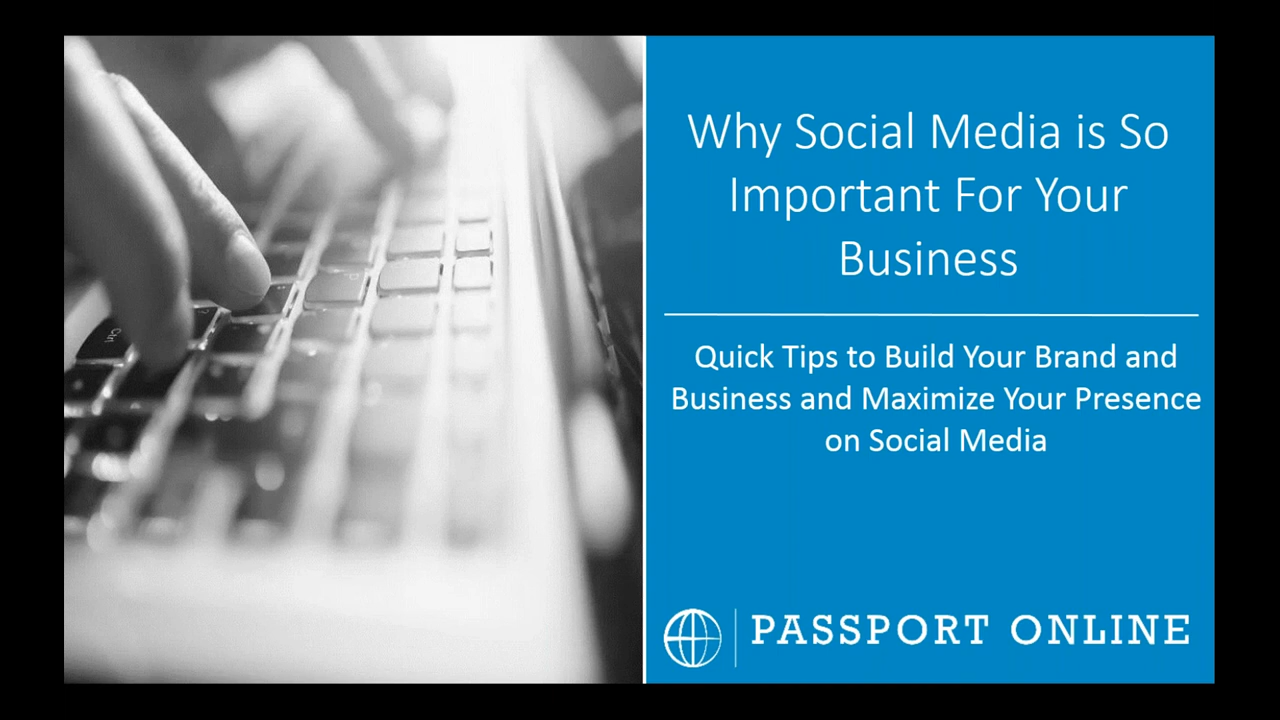 Why Social Media is So
Important For Your
Business
Quick Tips to Build Your Brand and
Business and Maximize Your Presence
on Social Media
PASSPORT ONLINE
Ctrl